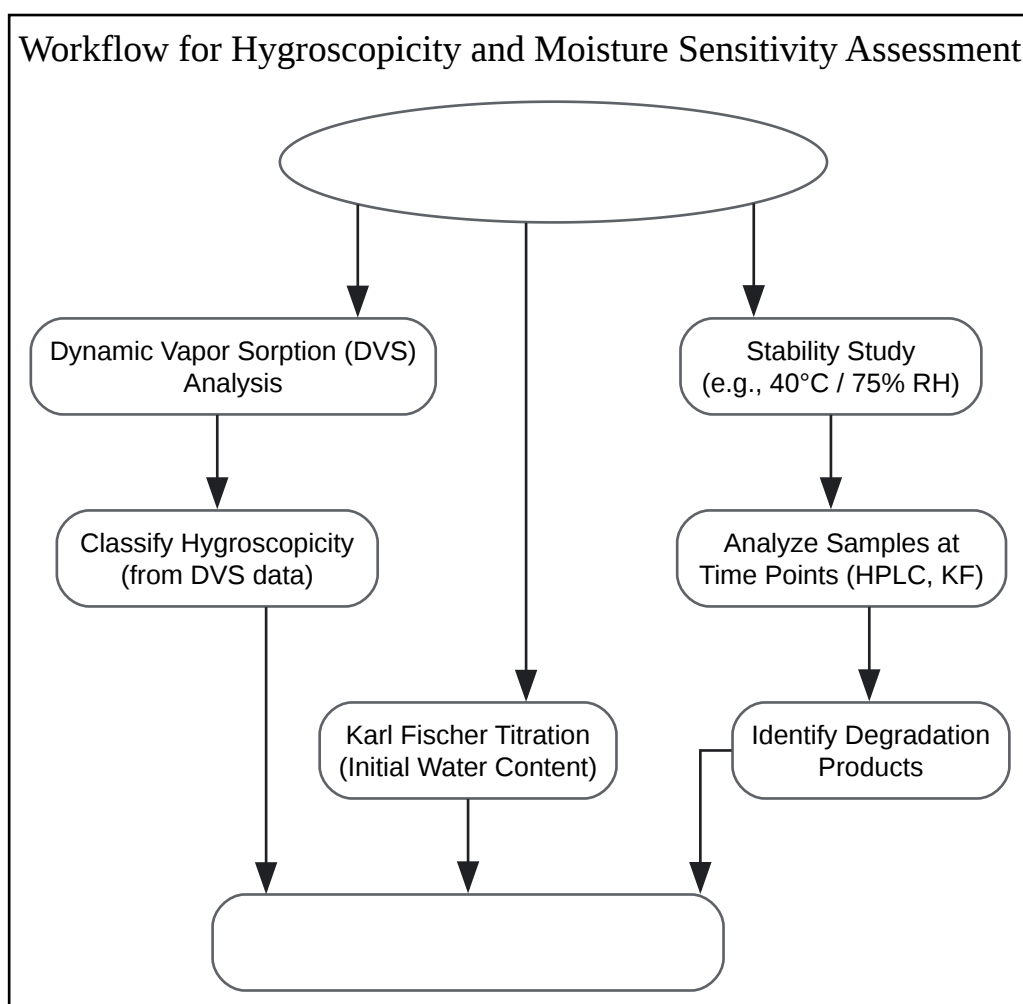 Workflow for Hygroscopicity and Moisture Sensitivity Assessment
Dynamic Vapor Sorption (DVS)
Analysis
Stability Study
(e.g., 40°C / 75% RH)
Classify Hygroscopicity
(from DVS data)
Analyze Samples at
Time Points (HPLC, KF)
Karl Fischer Titration
(Initial Water Content)
Identify Degradation
Products